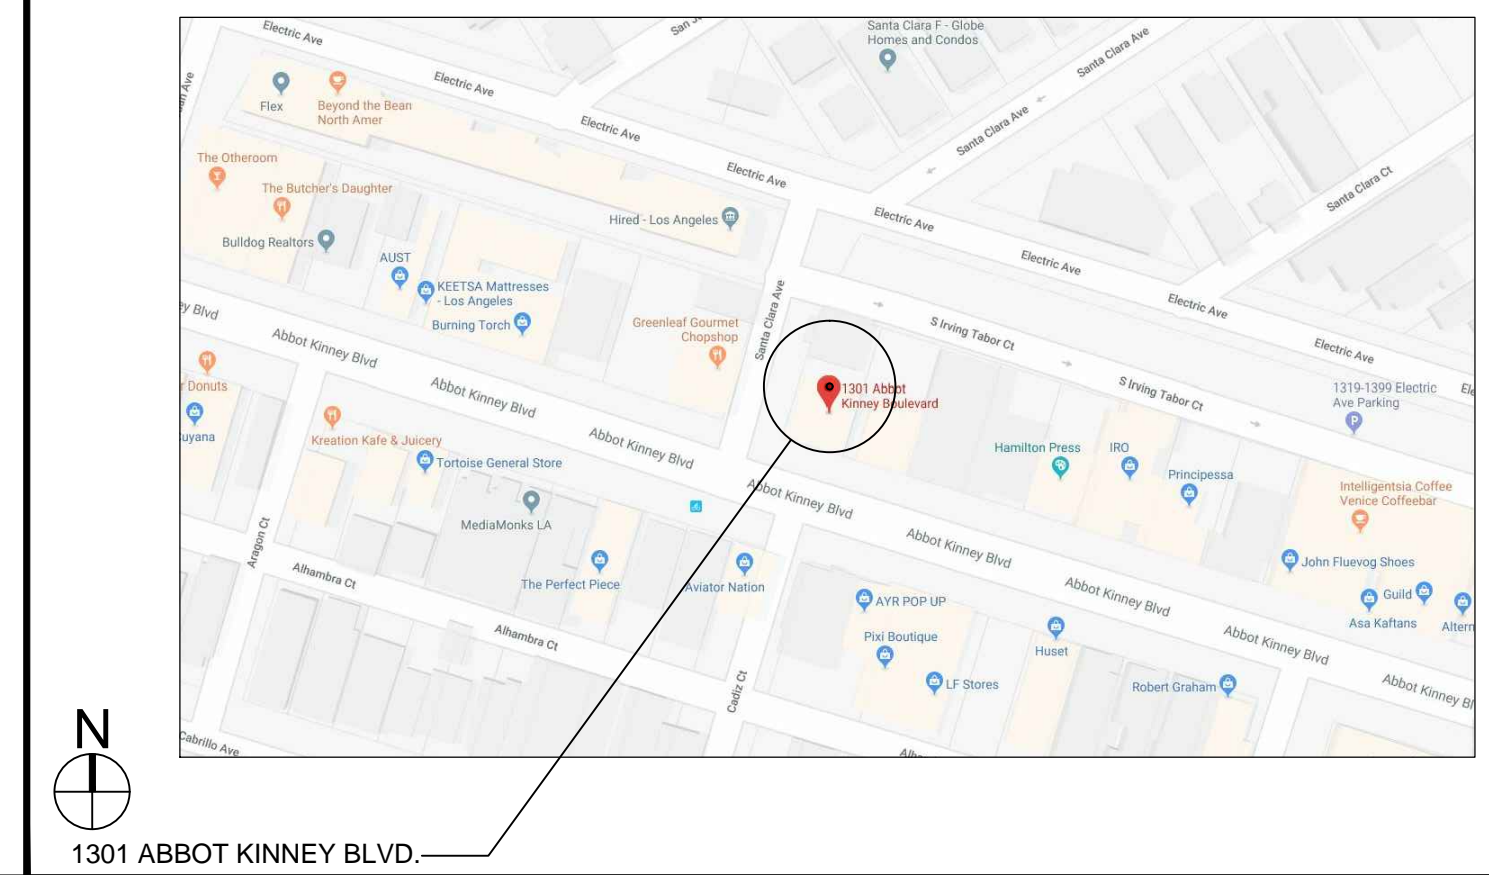 Electric Ave
Santa Clara F - Globe
Homes and Condos
Santa Clara Ave
Electric Ave
Flex
Beyond the Bean
North Amer
Electric Ave
Santa Clara Ave
The Otheroom
Electric Ave
The Butcher's Daughter
Santa Clara Ct
Hired - Los Angeles
Electric Ave
Bulldog Realtors
AUST
Electric Ave
KEETSA Mattresses
- Los Angeles
Electric Ave
Santa Clara Ave
Blvd
Burning Torch
Greenleaf Gourmet
Chopshop
S Irving Tabor Ct
Abbot Kinney Blvd
Electric Ave
1301 Abbot
Kinney Boulevard
S Irving Tabor Ct
1319-1399 Electric
Ave Parking
Donuts
Abbot Kinney Blvd
uyana
Kreation Kafe & Juicery
Abbot Kinney Blvd
Hamilton Press
IRO
Tortoise General Store
Principessa
Abbot Kinney Blvd
Intelligentsia Coffee
Venice Coffeebar
MediaMonks LA
Aragon Ct
Abbot Kinney Blvd
John Fluevog Shoes
Alhambra Ct
The Perfect Piece
Aviator Nation
Abbot Kinney Blvd
AYR POP UP
Guild
Asa Kaftans
Altern
Alhambra Ct
Pixi Boutique
Huset
Abbot Kinney Blvd
Cadiz Ct
LF Stores
Robert Graham
Abbot Kinney Bl
Cabrillo Ave
N
1301 ABBOT KINNEY BLVD.